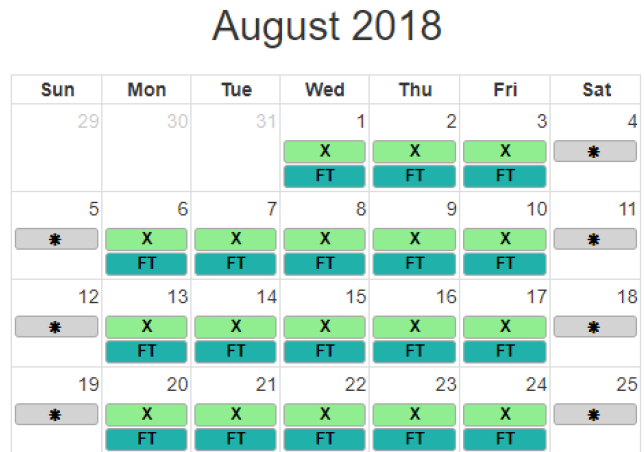 August 2018
Sun Mon Tue Wed Thu Fri Sat
29 30 31 1 2 3 4
X X X *
FT FT FT
5 6 7 8 9 10 11
* X X X X X *
FT FT FT FT FT
12 13 14 15 16 17 18
* X X X X X *
FT FT FT FT FT
19 20 21 22 23 24 25
* X X X X X *
FT FT FT FT FT